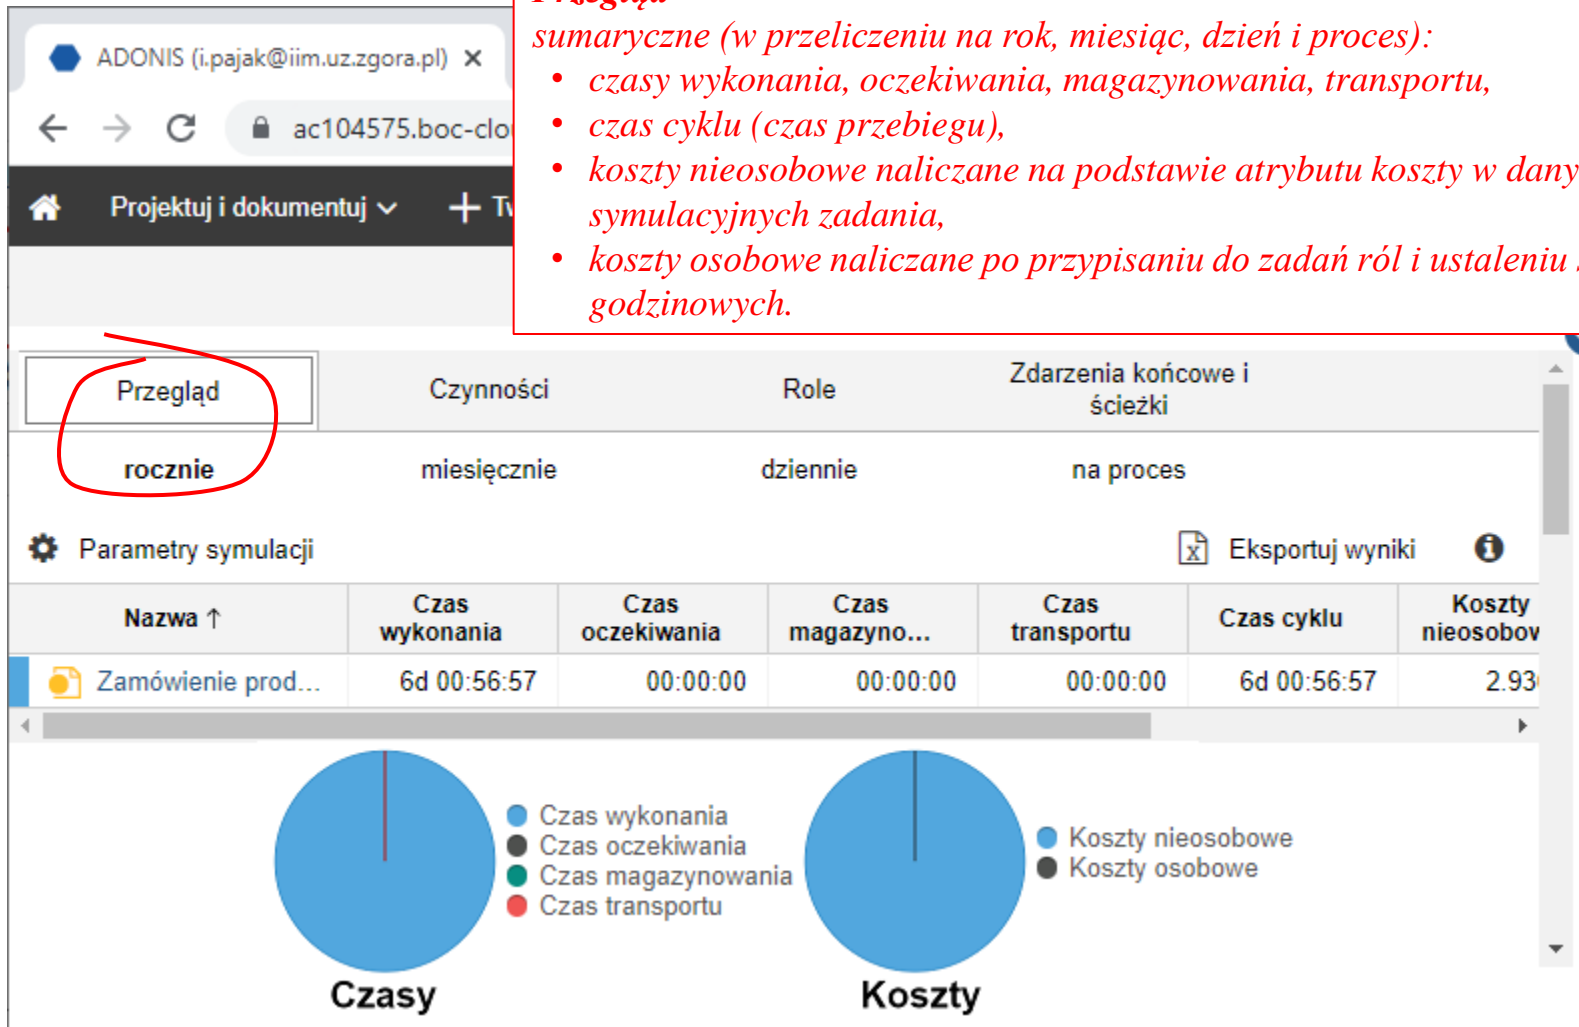 Przegląd
sumaryczne (w przeliczeniu na rok, miesiąc, dzień i proces):
• czasy wykonania, oczekiwania, magazynowania, transportu,
• czas cyklu (czas przebiegu),
• koszty nieosobowe naliczane na podstawie atrybutu koszty w dany
symulacyjnych zadania,
• koszty osobowe naliczane po przypisaniu do zadań ról i ustaleniu
godzinowych.
ADONIS (i.pajak@iim.uz.zgora.pl)
ac104575.boc-clo
Projektuj i dokumentuj
Przegląd Czynności Role Zdarzenia końcowe i
ścieżki
rocznie miesięcznie dziennie na proces
Parametry symulacji Eksportuj wyniki
Nazwa ↑ Czas wykonania Czas oczekiwania Czas magazyno... Czas transportu Czas cyklu Koszty nieosobow
Zamówienie prod... 6d 00:56:57 00:00:00 00:00:00 00:00:00 6d 00:56:57 2.93
Czas wykonania
Czas oczekiwania
Czas magazynowania
Czas transportu
Koszty nieosobowe
Koszty osobowe
Czasy Koszty